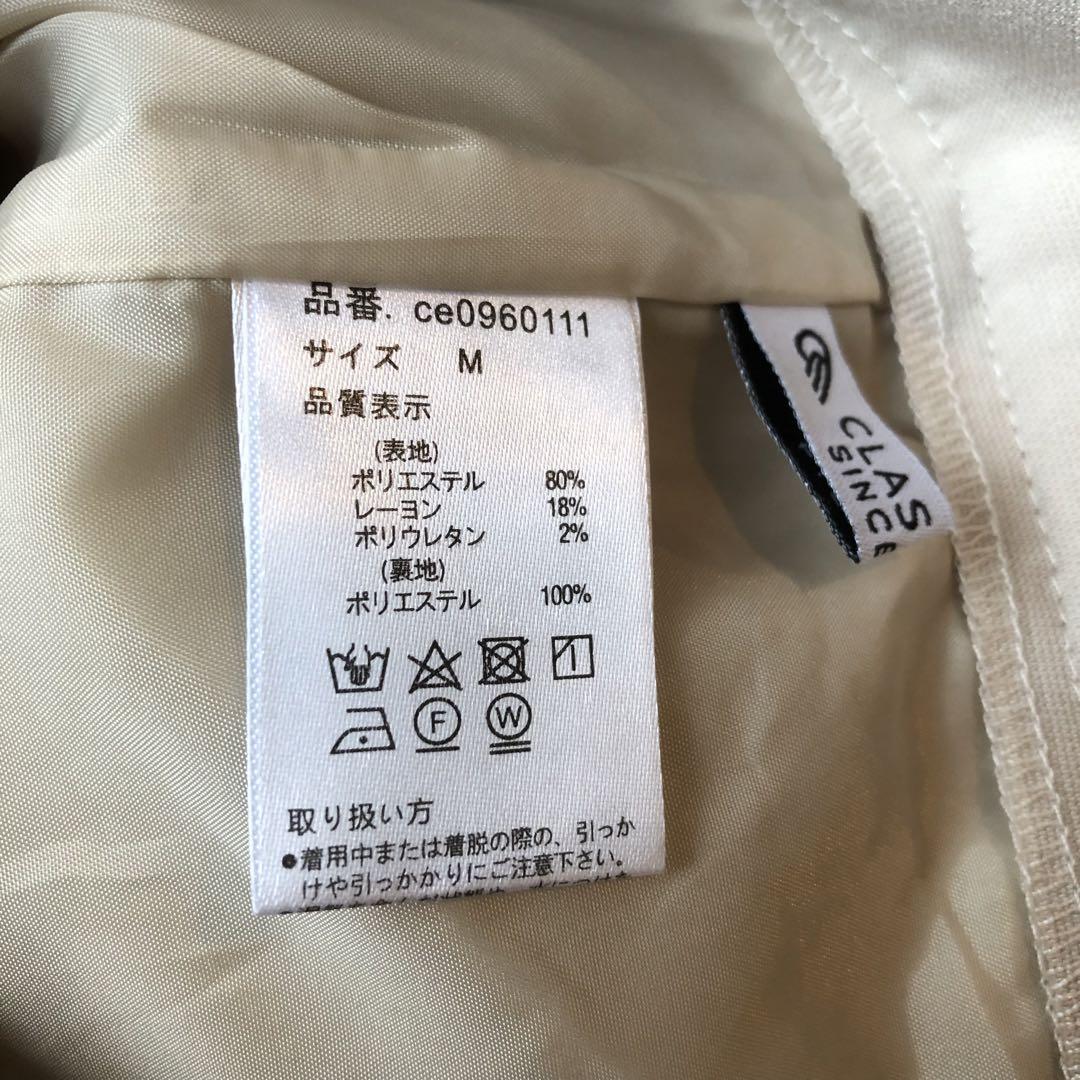 品番. ce0960111
サイズ M
品質表示
(表地)
ポリエステル 80%
レーヨン 18%
ポリウレタン 2%
(裏地)
ポリエステル 100%
F W
取り扱い方
●着用中または着脱の際の、引っか
けや引っかかりにご注意下さい。
CLAS
SINCE